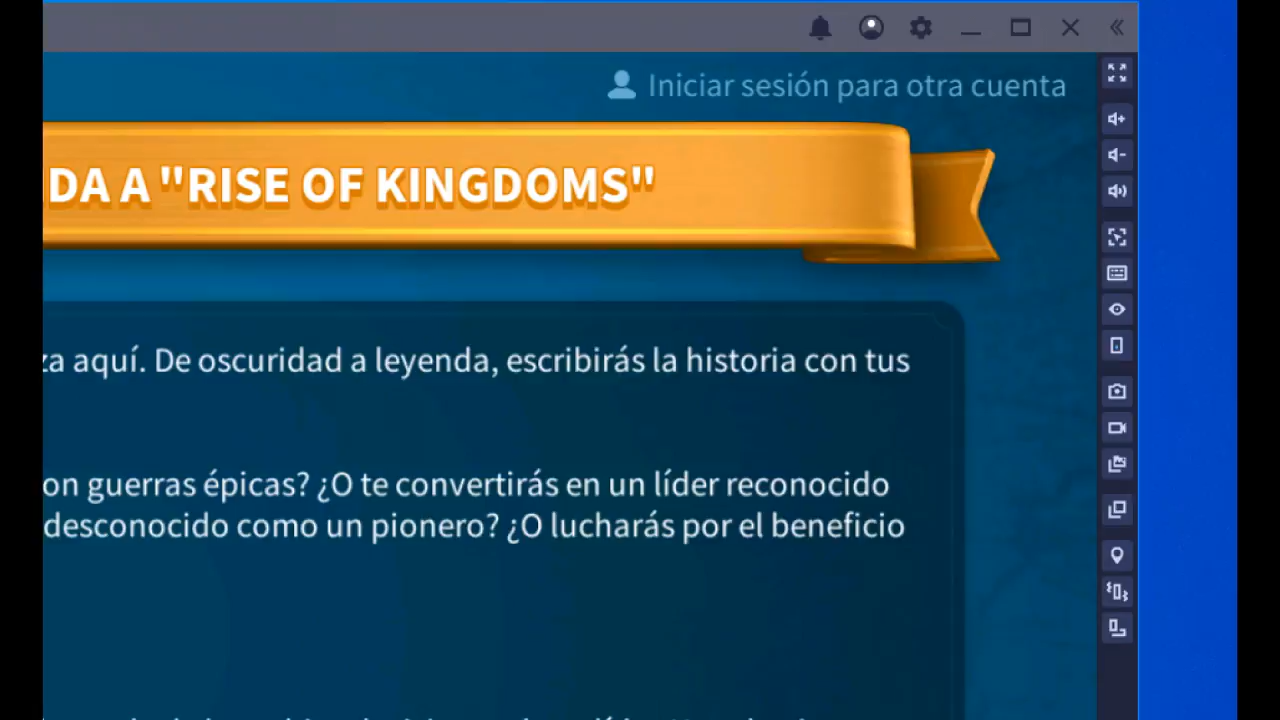 Iniciar sesión para otra cuenta
DA A "RISE OF KINGDOMS"
aquí. De oscuridad a leyenda, escribirás la historia con tus
on guerras épicas? ¿O te convertirás en un líder reconocido
desconocido como un pionero? ¿O lucharás por el beneficio